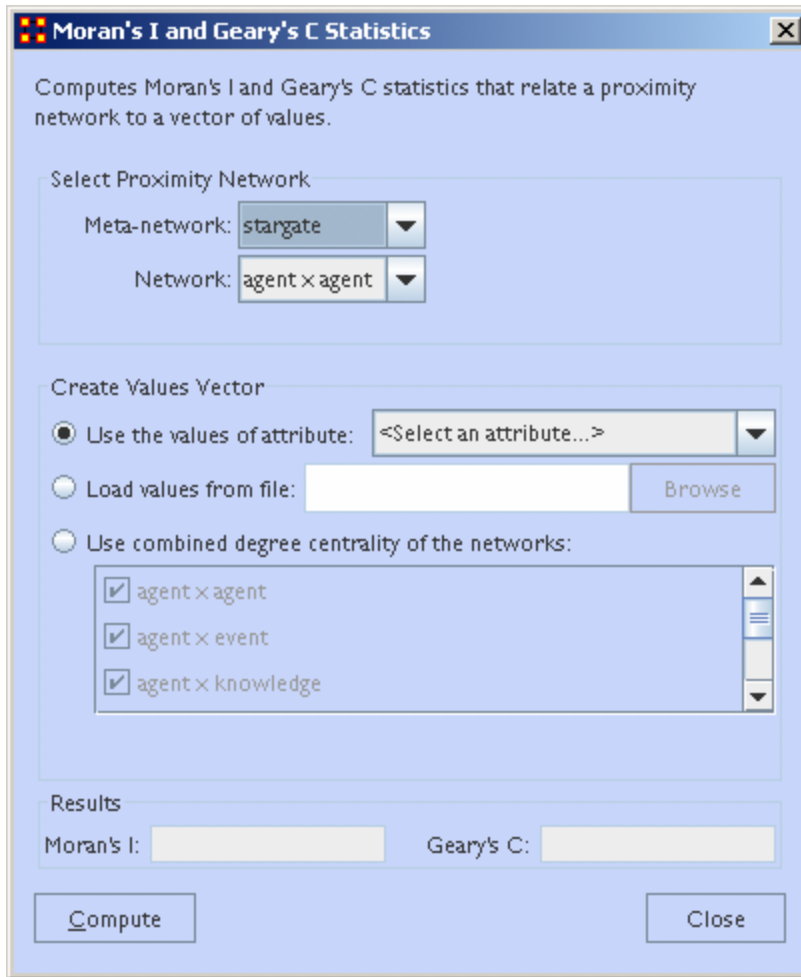 Moran's I and Geary's C Statistics
Computes Moran's I and Geary's C statistics that relate a proximity
network to a vector of values.
Select Proximity Network
Meta-network: stargate
Network: agent x agent
Create Values Vector
Use the values of attribute: <Select an attribute...>
Load values from file: Browse
Use combined degree centrality of the networks:
agent x agent
agent x event
agent x knowledge
Results
Moran's I: Geary's C:
Compute Close